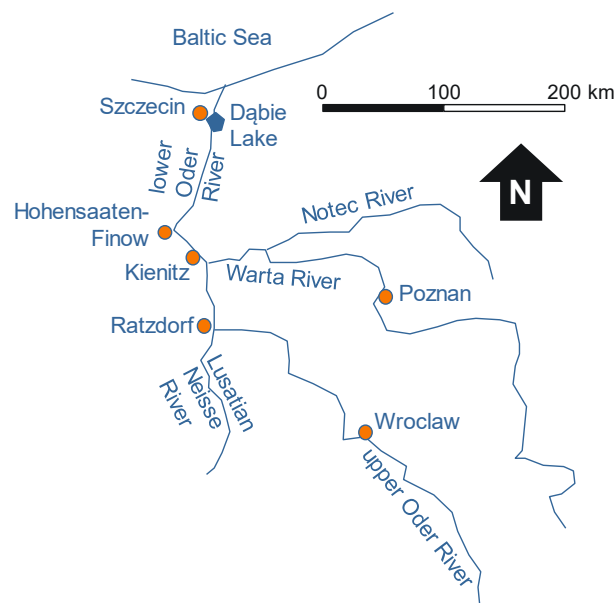 Baltic Sea
0 100 200 km
Szczecin
Dąbie
Lake
lower
Oder
River
N
Notec River
Hohensaaten-
Finow
Kienitz
Warta River
Poznan
Ratzdorf
Lusatian
Neisse
River
Wroclaw
upper Oder River